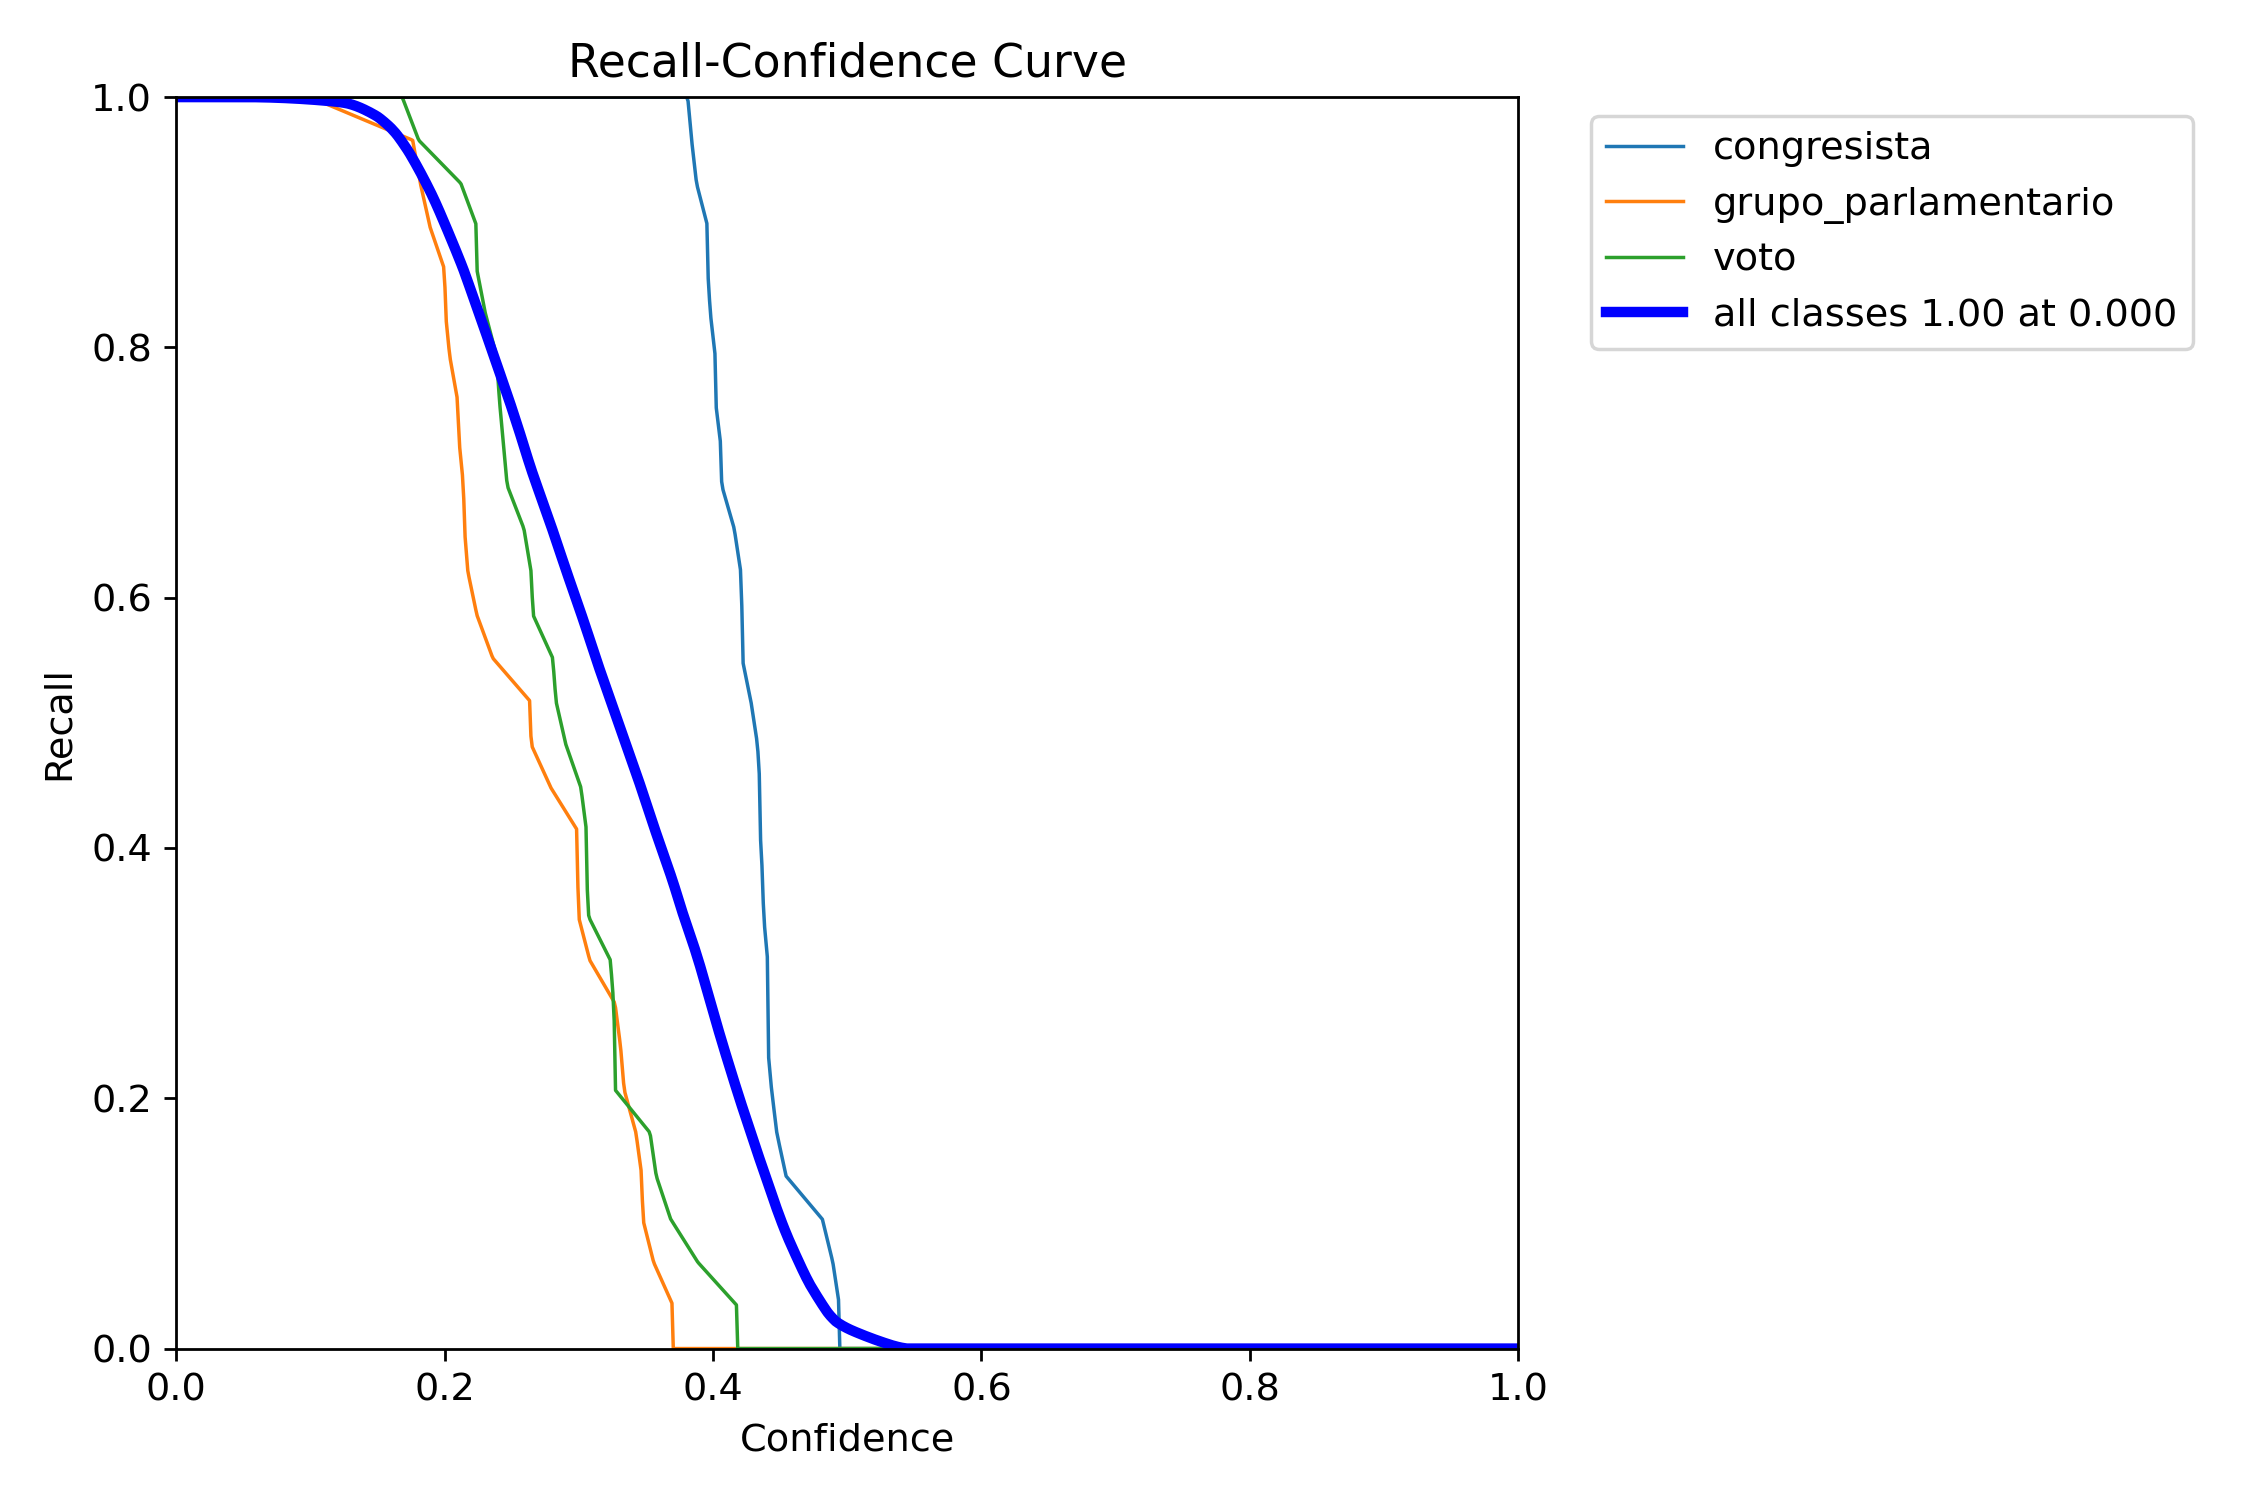 Recall-Confidence Curve
1.0
0.8
0.6
0.4
0.2
0.0
Recall
0.0 0.2 0.4 0.6 0.8 1.0
Confidence
congresista
grupo_parlamentario
voto
all classes 1.00 at 0.000